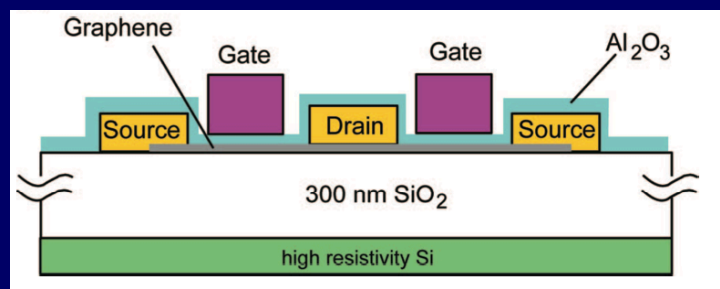 Graphene
Gate
Gate
Al₂O₃
Source
Drain
Source
300 nm SiO₂
high resistivity Si